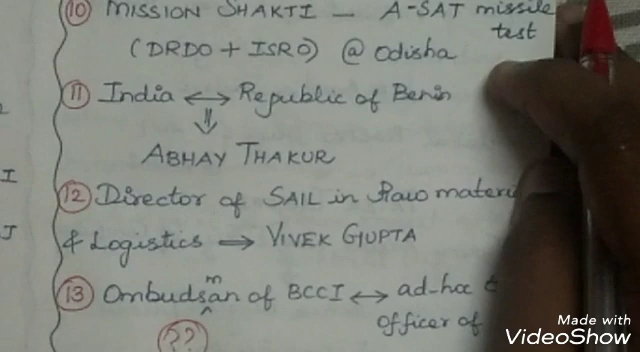 ⑩ MISSION SHAKTI — A-SAT missile
test
(DRDO + ISRO) @ Odisha
⑪ India ↔ Republic of Benin
⇓
ABHAY THAKUR
I
⑫ Director of SAIL in Raw materi
& Logistics ⇒ VIVEK GUPTA
J
⑬ Ombudsman of BCCI ↔ ad-hoc
officer of
(??)
Made with
VideoShow